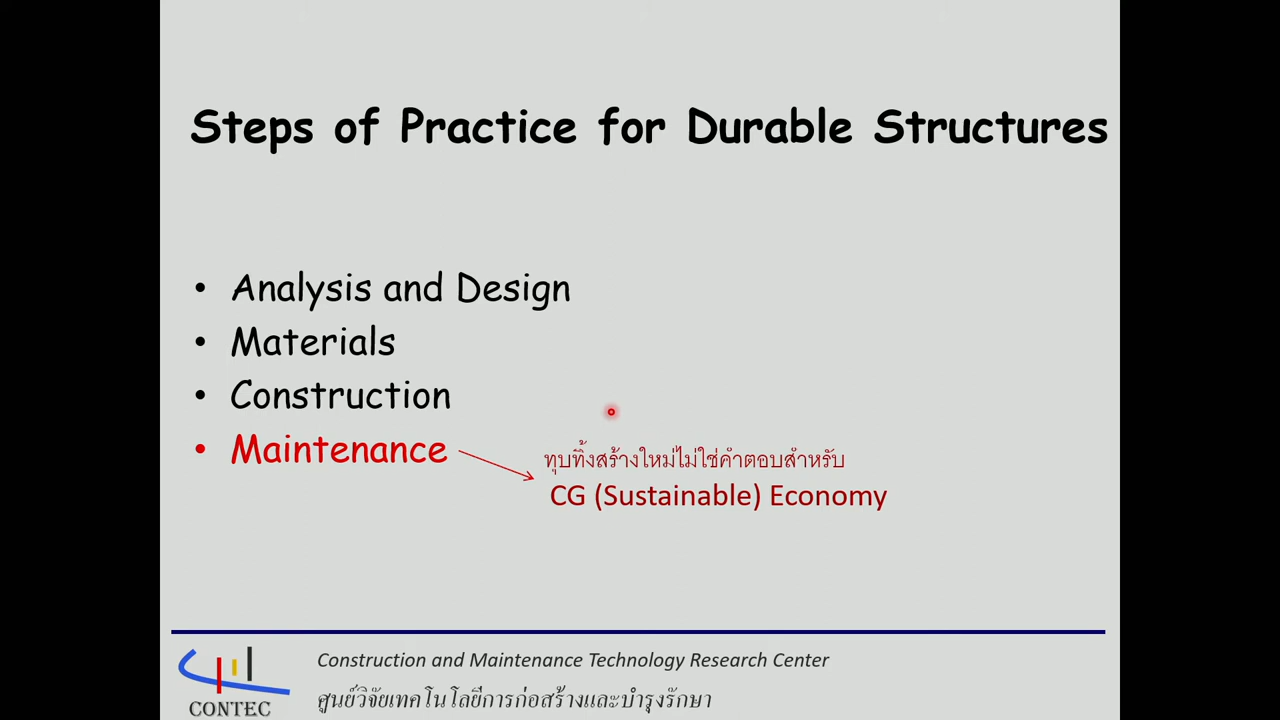 Steps of Practice for Durable Structures
• Analysis and Design
• Materials
• Construction
• Maintenance
ทุบทิ้งสร้างใหม่ไม่ใช่คำตอบสำหรับ
CG (Sustainable) Economy
Construction and Maintenance Technology Research Center
CONTEC
ศูนย์วิจัยเทคโนโลยีการก่อสร้างและบำรุงรักษา